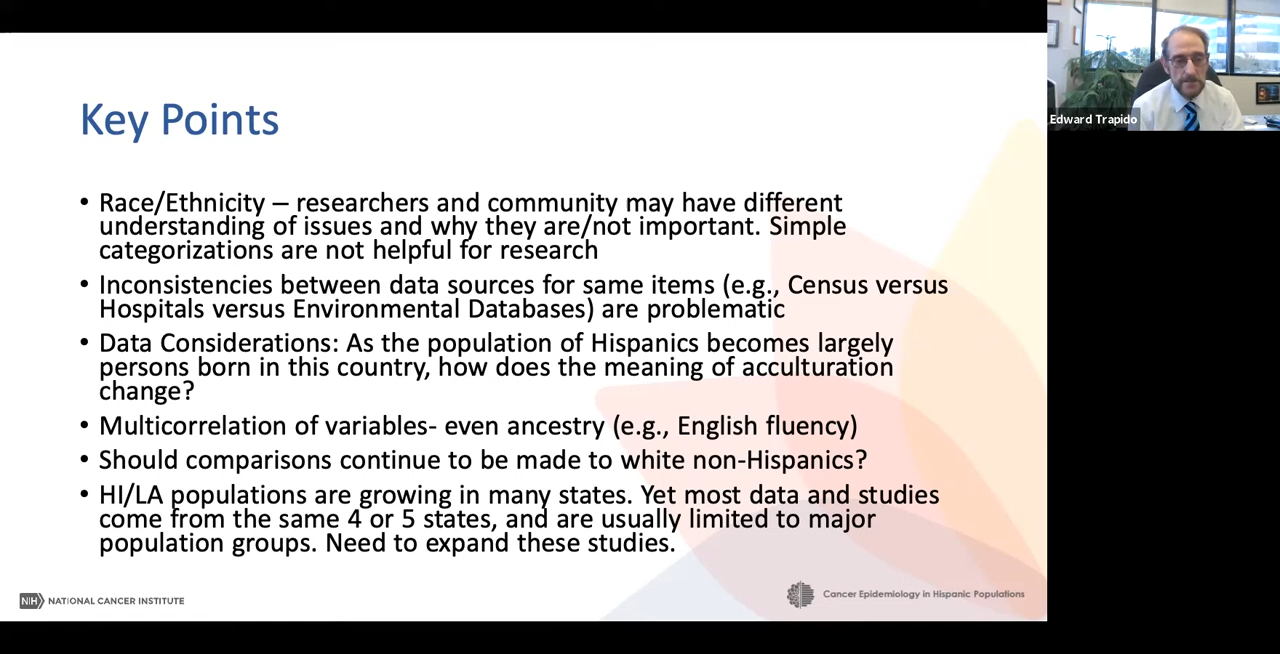 Key Points
• Race/Ethnicity – researchers and community may have different
understanding of issues and why they are/not important. Simple
categorizations are not helpful for research
• Inconsistencies between data sources for same items (e.g., Census versus
Hospitals versus Environmental Databases) are problematic
• Data Considerations: As the population of Hispanics becomes largely
persons born in this country, how does the meaning of acculturation
change?
• Multicorrelation of variables- even ancestry (e.g., English fluency)
• Should comparisons continue to be made to white non-Hispanics?
• HI/LA populations are growing in many states. Yet most data and studies
come from the same 4 or 5 states, and are usually limited to major
population groups. Need to expand these studies.
NIH NATIONAL CANCER INSTITUTE
Cancer Epidemiology in Hispanic Populations
Edward Trapido